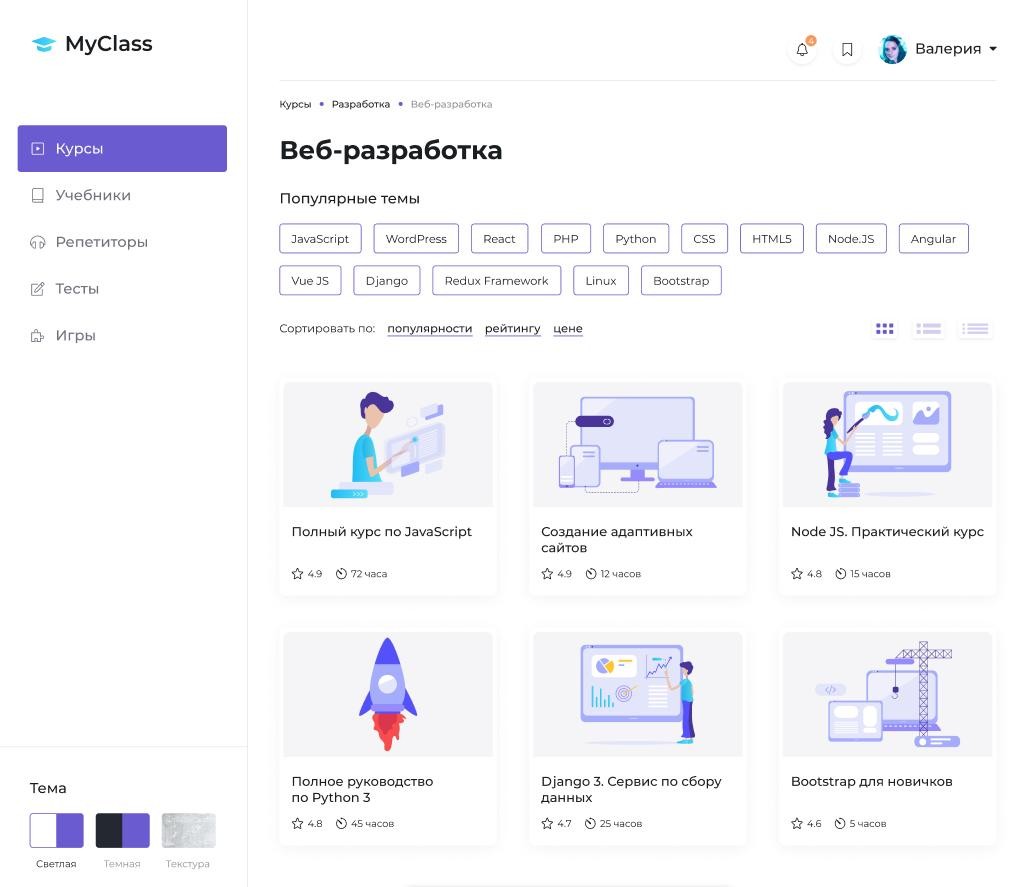 MyClass
4
Валерия
Курсы
Учебники
Репетиторы
Тесты
Игры
Курсы • Разработка • Веб-разработка
Веб-разработка
Популярные темы
JavaScript WordPress React PHP Python CSS HTML5 Node.JS Angular
Vue JS Django Redux Framework Linux Bootstrap
Сортировать по: популярности рейтингу цене
Полный курс по JavaScript
4.9 72 часа
Создание адаптивных
сайтов
4.9 12 часов
Node JS. Практический курс
4.8 15 часов
Полное руководство
по Python 3
4.8 45 часов
Django 3. Сервис по сбору
данных
4.7 25 часов
</>
Bootstrap для новичков
4.6 5 часов
Тема
Светлая Темная Текстура